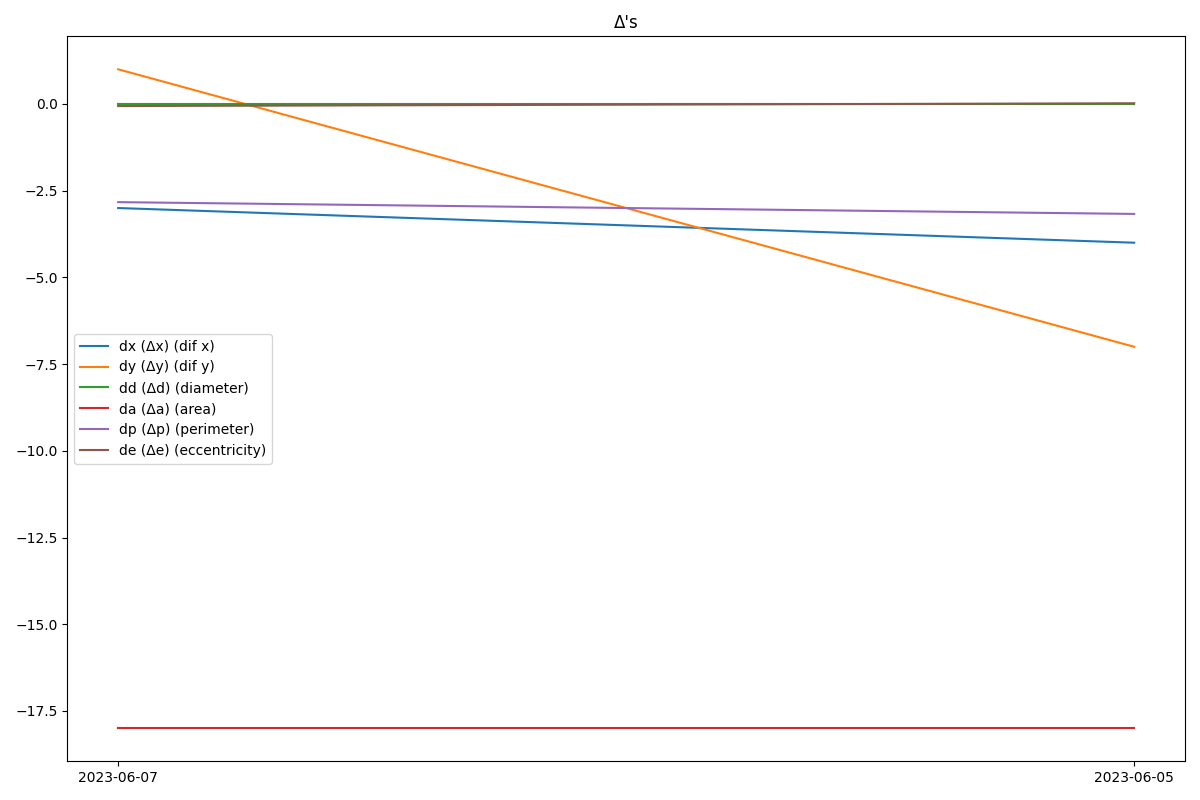 Δ's
0.0
−2.5
−5.0
−7.5
−10.0
−12.5
−15.0
−17.5
dx (Δx) (dif x)
dy (Δy) (dif y)
dd (Δd) (diameter)
da (Δa) (area)
dp (Δp) (perimeter)
de (Δe) (eccentricity)
2023-06-07
2023-06-05